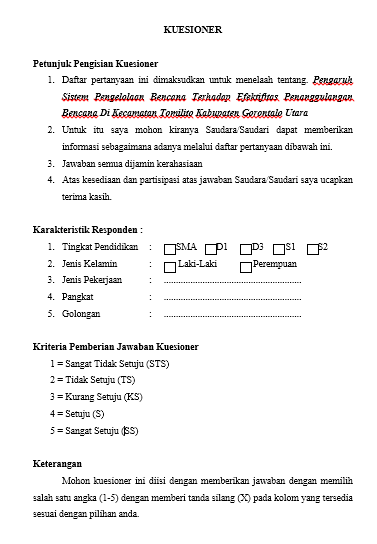 KUESIONER
Petunjuk Pengisian Kuesioner
1. Daftar pertanyaan ini dimaksudkan untuk menelaah tentang. Pengaruh
Sistem Pengelolaan Bencana Terhadap Efektifitas Penanggulangan
Bencana Di Kecamatan Tomilito Kabupaten Gorontalo Utara
2. Untuk itu saya mohon kiranya Saudara/Saudari dapat memberikan
informasi sebagaimana adanya melalui daftar pertanyaan dibawah ini.
3. Jawaban semua dijamin kerahasiaan
4. Atas kesediaan dan partisipasi atas jawaban Saudara/Saudari saya ucapkan
terima kasih.
Karakteristik Responden :
1. Tingkat Pendidikan : SMA D1 D3 S1 S2
2. Jenis Kelamin : Laki-Laki Perempuan
3. Jenis Pekerjaan : ........................................................
4. Pangkat : ........................................................
5. Golongan : ........................................................
Kriteria Pemberian Jawaban Kuesioner
1 = Sangat Tidak Setuju (STS)
2 = Tidak Setuju (TS)
3 = Kurang Setuju (KS)
4 = Setuju (S)
5 = Sangat Setuju (SS)
Keterangan
Mohon kuesioner ini diisi dengan memberikan jawaban dengan memilih
salah satu angka (1-5) dengan memberi tanda silang (X) pada kolom yang tersedia
sesuai dengan pilihan anda.